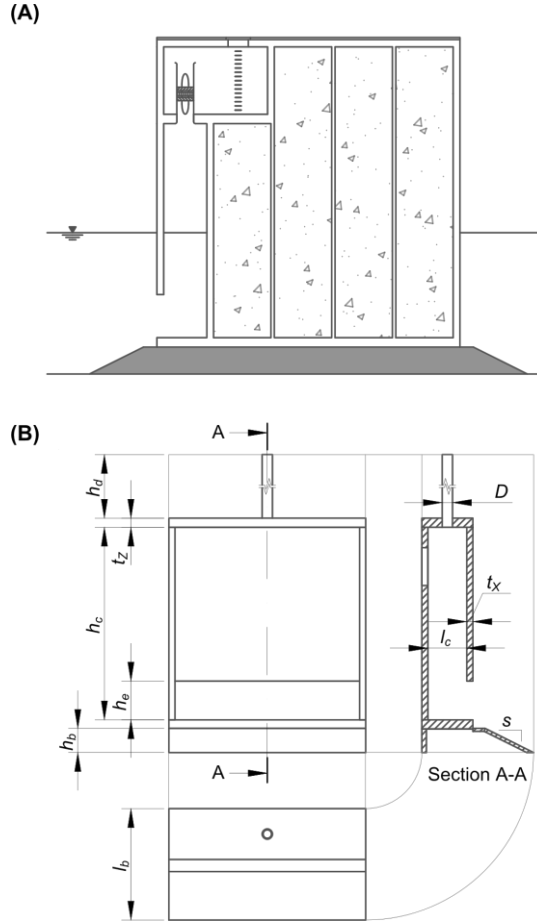 (A)
(B)
A
h_d
D
t_Z
t_X
h_c
l_c
h_e
s
h_b
A
Section A-A
l_b